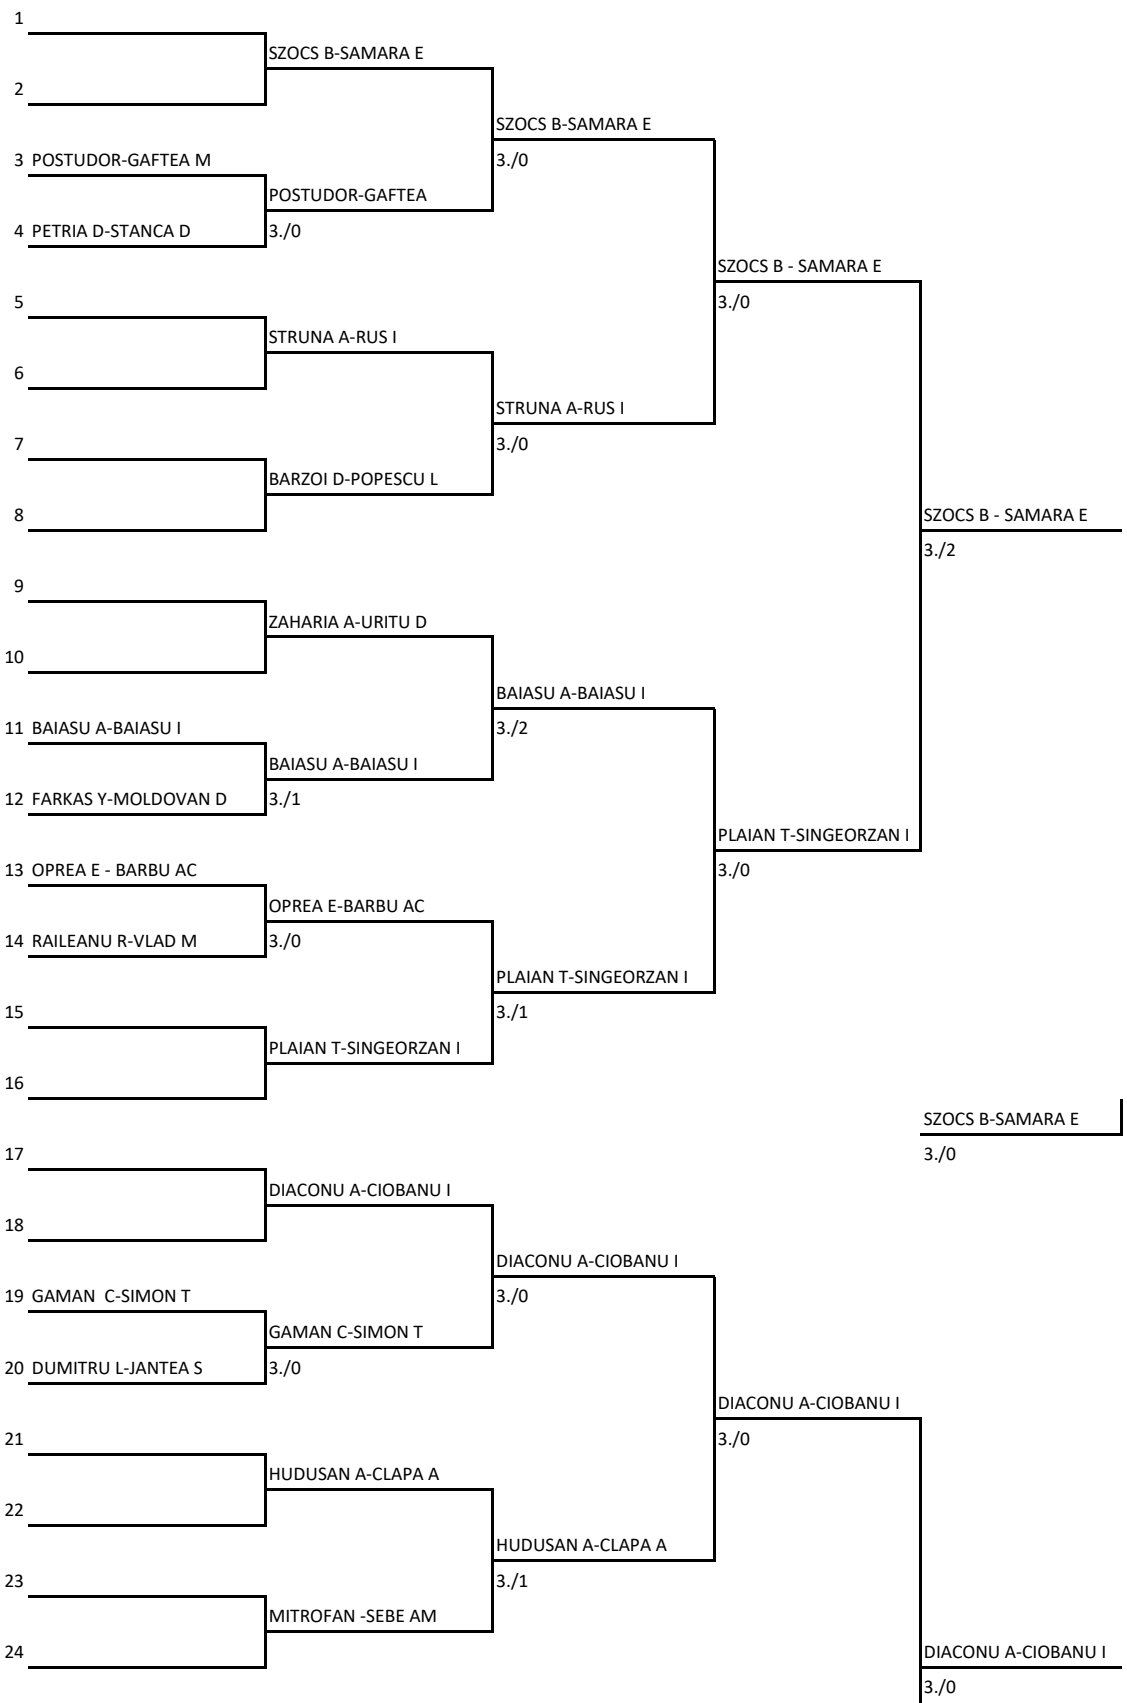 1
SZOCS B-SAMARA E
2
SZOCS B-SAMARA E
3 POSTUDOR-GAFTEA M
3./0
POSTUDOR-GAFTEA
4 PETRIA D-STANCA D
3./0
SZOCS B - SAMARA E
5
3./0
STRUNA A-RUS I
6
STRUNA A-RUS I
7
3./0
BARZOI D-POPESCU L
8
SZOCS B - SAMARA E
3./2
9
ZAHARIA A-URITU D
10
BAIASU A-BAIASU I
11 BAIASU A-BAIASU I
3./2
BAIASU A-BAIASU I
12 FARKAS Y-MOLDOVAN D
3./1
PLAIAN T-SINGEORZAN I
13 OPREA E - BARBU AC
3./0
OPREA E-BARBU AC
14 RAILEANU R-VLAD M
3./0
PLAIAN T-SINGEORZAN I
15
3./1
PLAIAN T-SINGEORZAN I
16
SZOCS B-SAMARA E
17
3./0
DIACONU A-CIOBANU I
18
DIACONU A-CIOBANU I
19 GAMAN  C-SIMON T
3./0
GAMAN C-SIMON T
20 DUMITRU L-JANTEA S
3./0
DIACONU A-CIOBANU I
21
3./0
HUDUSAN A-CLAPA A
22
HUDUSAN A-CLAPA A
23
3./1
MITROFAN -SEBE AM
24
DIACONU A-CIOBANU I
3./0